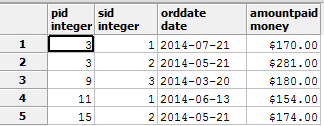 pid sid orddate amountpaid
integer integer date money
1 3 1 2014-07-21 $170.00
2 3 2 2014-05-21 $281.00
3 9 3 2014-03-20 $180.00
4 11 1 2014-06-13 $154.00
5 15 2 2014-05-21 $174.00